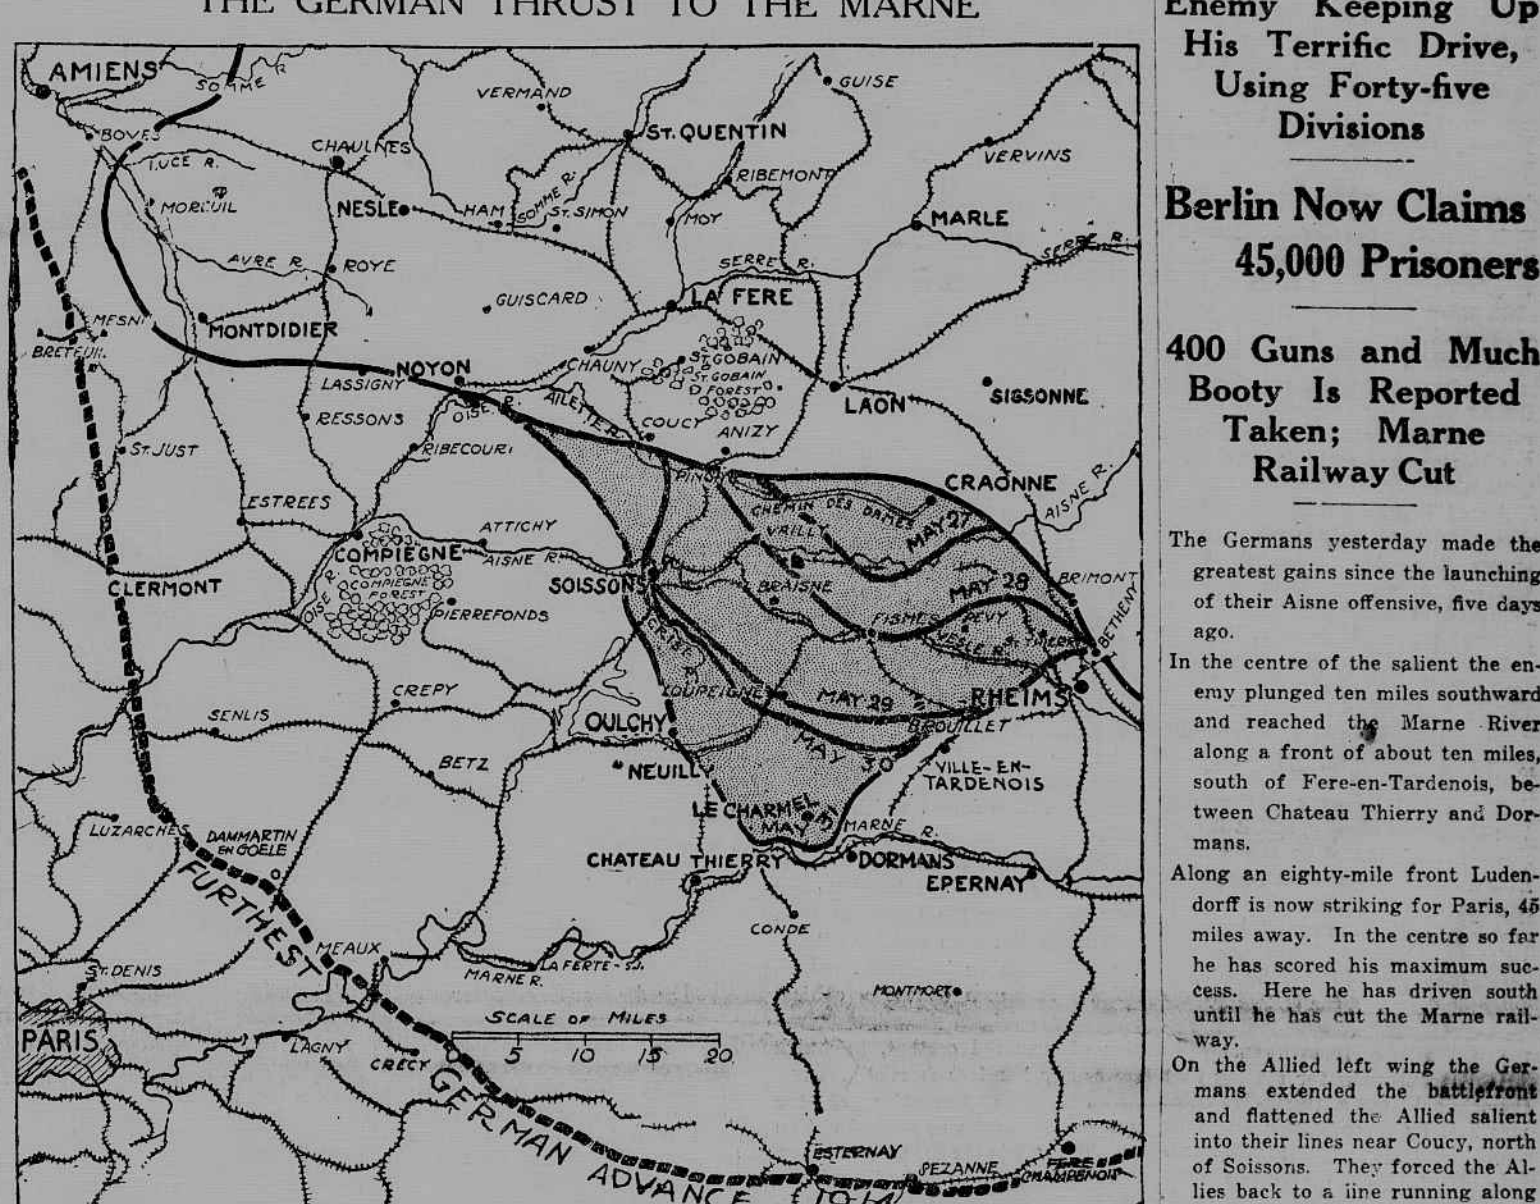 THE GERMAN THRUST TO THE MARNE
AMIENS
SOMME R
BOVES
LUCE R.
MOREUIL
CHAULNES
VERMAND
GUISE
ST. QUENTIN
VERVINS
RIBEMONT
NESLE
HAM
SOMME R.
ST. SIMON
MOY
MARLE
AVRE R.
ROYE
SERRE R.
SERRE R.
GUISCARD
LA FERE
MESNIL
MONTDIDIER
BRETEUIL
NOYON
LASSIGNY
CHAUNY
ST. GOBAIN
ST. GOBAIN
FOREST
LAON
SISSONNE
OISE R.
AILETTE R.
RESSONS
COUCY
ANIZY
ST. JUST
RIBECOURT
PINON
CRAONNE
CHEMIN DES DAMES
AISNE R.
ESTREES
ATTICHY
VAILLY
MAY 27
COMPIEGNE
AISNE R.
COMPIEGNE
FOREST
OISE R.
SOISSONS
BRAISNE
MAY 28
BRIMONT
CLERMONT
PIERREFONDS
FISMES
PEVY
VESLE R.
ST. THIERRY
BETHENY
CRISE R.
CREPY
LOUPEIGNE
MAY 29
RHEIMS
SENLIS
OULCHY
BROUILLET
MAY 30
BETZ
NEUILLY
VILLE-EN-
TARDENOIS
LE CHARMEL
MAY 31
LUZARCHES
DAMMARTIN
EN GOELE
MARNE R.
CHATEAU THIERRY
DORMANS
EPERNAY
CONDE
MEAUX
ST. DENIS
MARNE R.
LA FERTE-S-J.
MONTMORT
PARIS
LAGNY
CRECY
SCALE OF MILES
5 10 15 20
FURTHEST GERMAN ADVANCE (1914)
ESTERNAY
SEZANNE
FERE
CHAMPENOISE
Enemy Keeping Up
His Terrific Drive,
Using Forty-five
Divisions
Berlin Now Claims
45,000 Prisoners
400 Guns and Much
Booty Is Reported
Taken; Marne
Railway Cut
The Germans yesterday made the
greatest gains since the launching
of their Aisne offensive, five days
ago.
In the centre of the salient the en-
emy plunged ten miles southward
and reached the Marne River
along a front of about ten miles,
south of Fere-en-Tardenois, be-
tween Chateau Thierry and Dor-
mans.
Along an eighty-mile front Luden-
dorff is now striking for Paris, 45
miles away. In the centre so far
he has scored his maximum suc-
cess. Here he has driven south
until he has cut the Marne rail-
way.
On the Allied left wing the Ger-
mans extended the battlefront
and flattened the Allied salient
into their lines near Coucy, north
of Soissons. They forced the Al-
lies back to a line running along